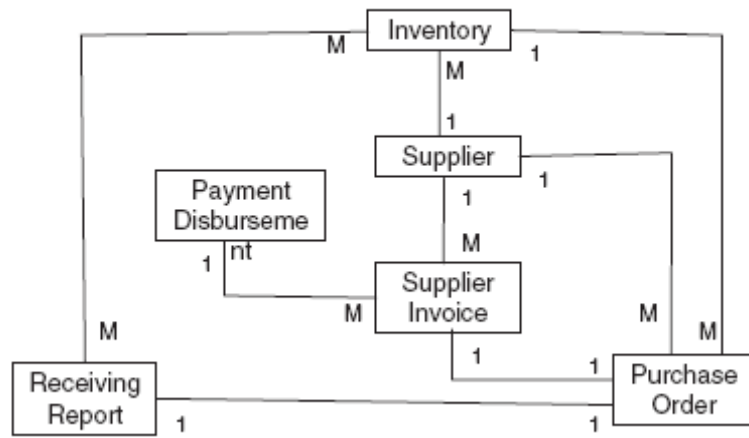 Inventory
M
M
1
1
Supplier
1
1
Payment
Disburseme
nt
1
M
Supplier
Invoice
M
M
M
M
1
1
Receiving
Report
1
1
Purchase
Order